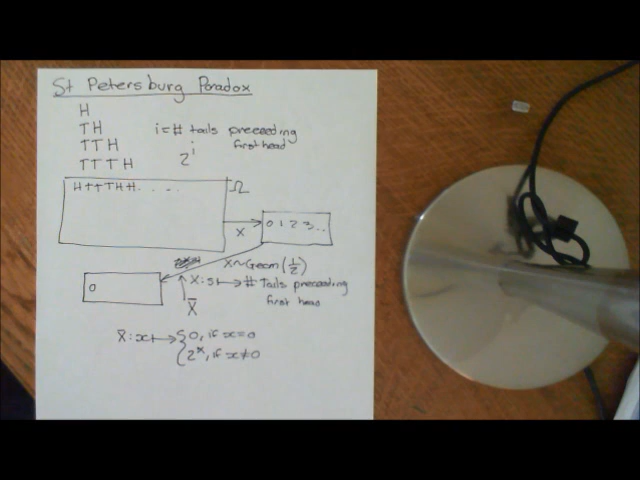 St Petersburg Paradox
H
TH
TTH
TTTH
i = # tails preceeding
first head
2^i
HTTTHH. . . .
Ω
X
0 1 2 3...
X~Geom(1/2)
0
X: s ↦ # Tails preceeding
first head
X̄
X̄: x ↦ { 0, if x=0
2^x, if x≠0